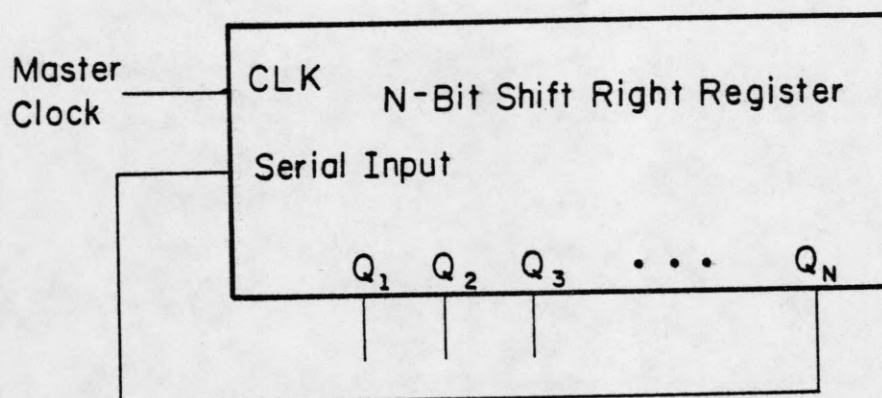 Master
Clock
CLK
N-Bit Shift Right Register
Serial Input
Q1 Q2 Q3 • • • QN